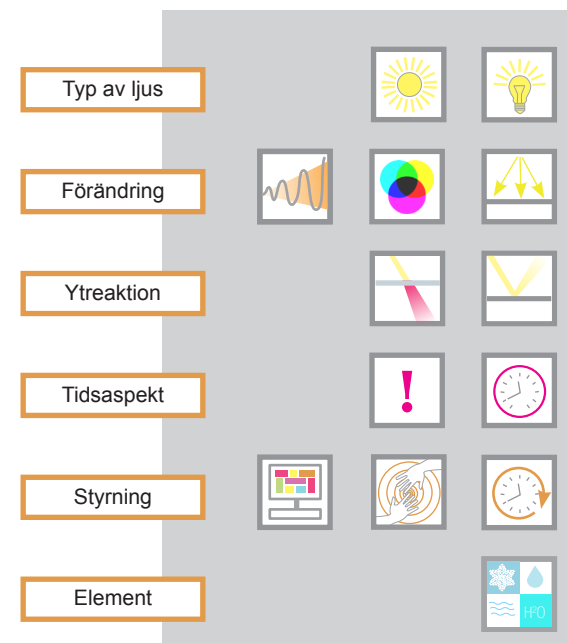 Typ av ljus
Förändring
Ytreaktion
Tidsaspekt
!
Styrning
Element
H²O